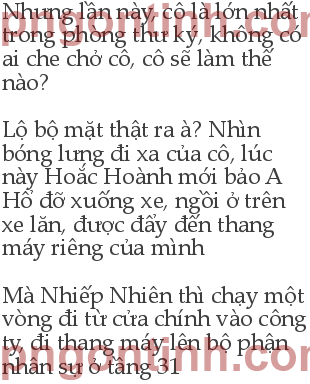 Nhưng lần này, cô là lớn nhất
trong phòng thư ký, không có
ai che chở cô, cô sẽ làm thế
nào?
Lộ bộ mặt thật ra à? Nhìn
bóng lưng đi xa của cô, lúc
này Hoắc Hoành mới bảo A
Hổ đỡ xuống xe, ngồi ở trên
xe lăn, được đẩy đến thang
máy riêng của mình
Mà Nhiếp Nhiên thì chạy một
vòng đi từ cửa chính vào công
ty, đi thang máy lên bộ phận
nhân sự ở tầng 31
pngontinh.com
pngontinh.com